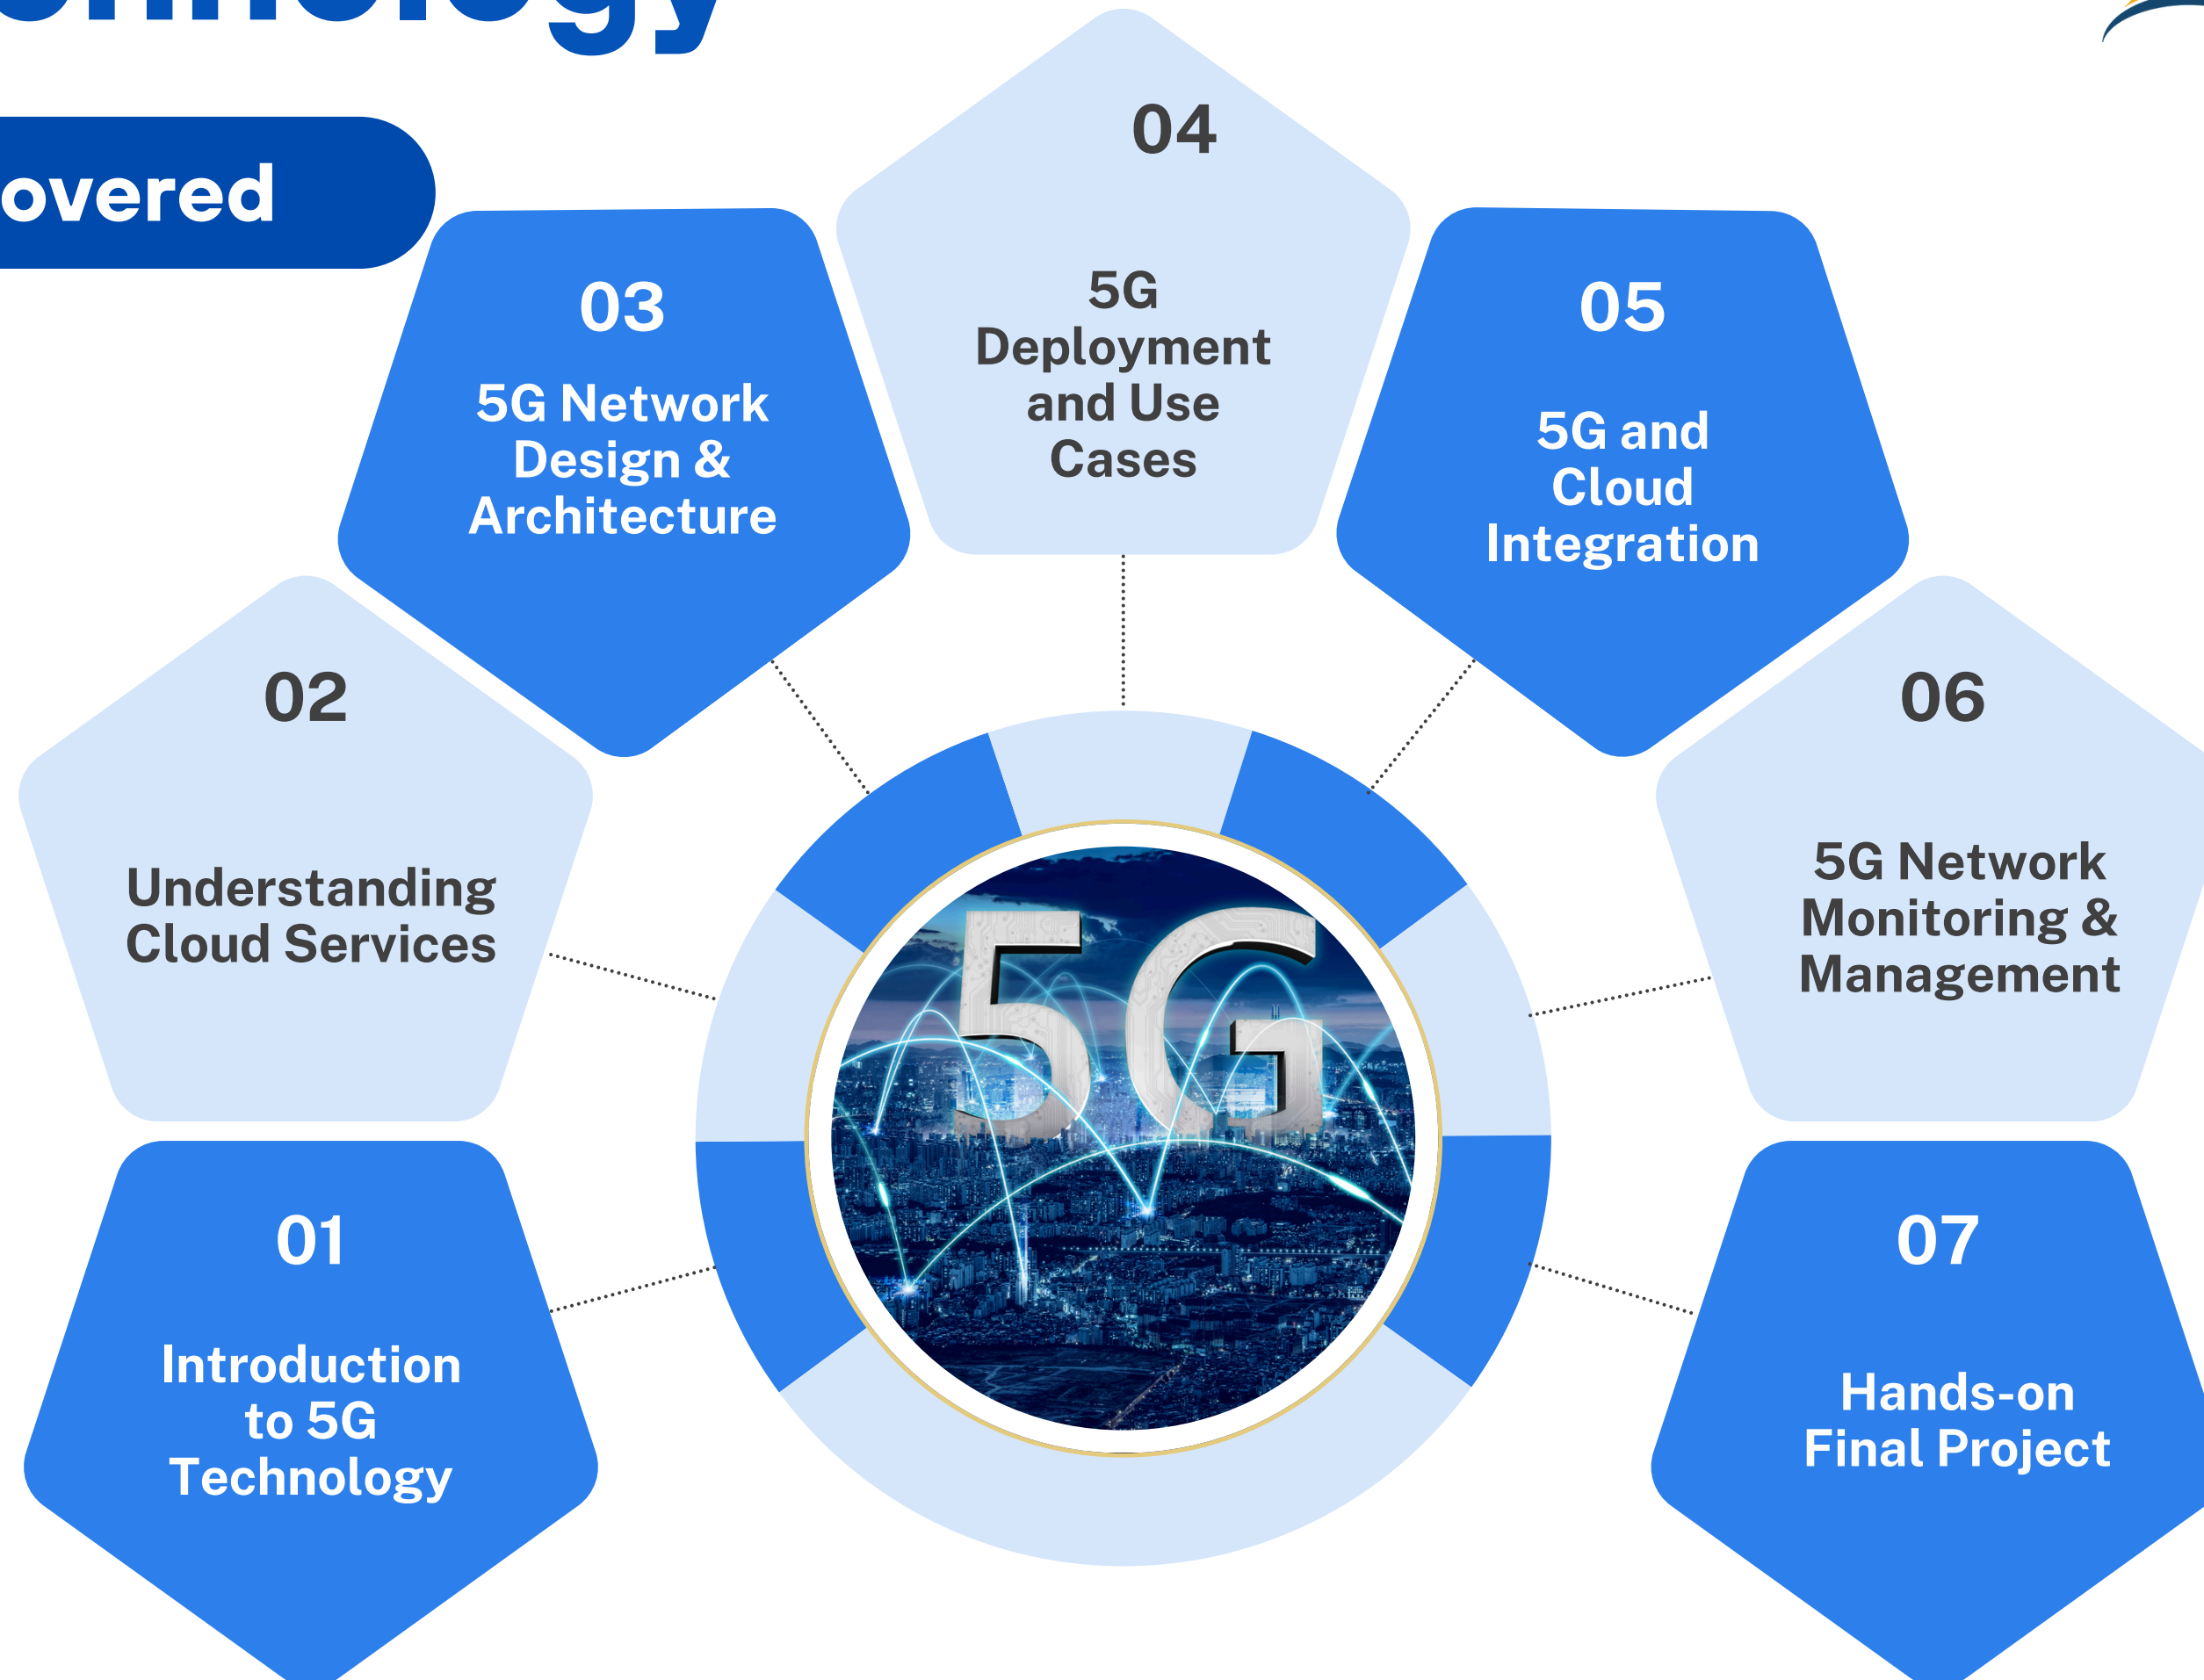 overed
01
Introduction
to 5G
Technology
02
Understanding
Cloud Services
03
5G Network
Design &
Architecture
04
5G
Deployment
and Use
Cases
05
5G and
Cloud
Integration
06
5G Network
Monitoring &
Management
07
Hands-on
Final Project
5G